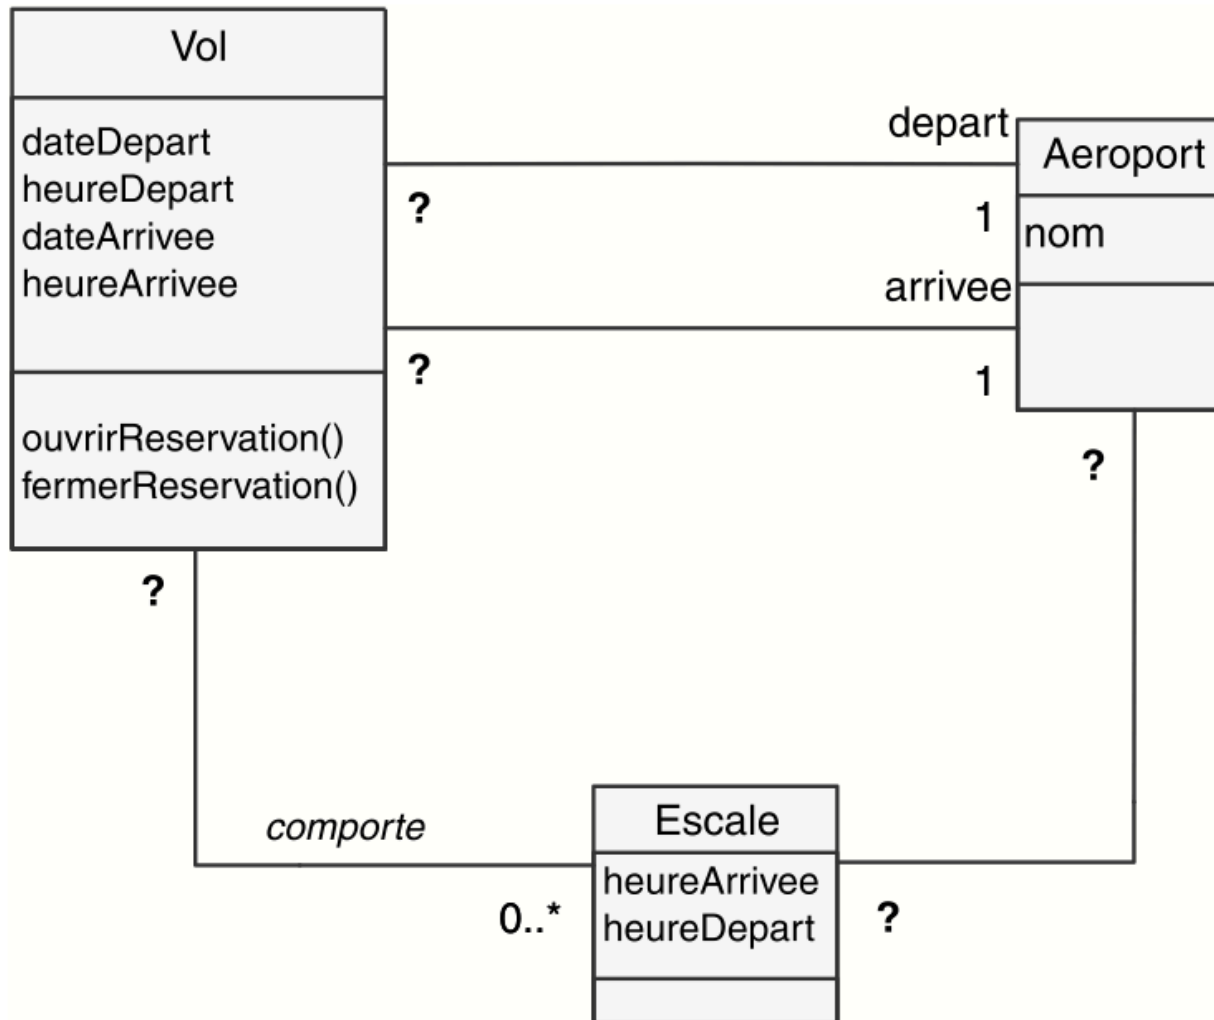 Vol
dateDepart
heureDepart
dateArrivee
heureArrivee
ouvrirReservation()
fermerReservation()
?
?
?
depart
1
arrivee
1
Aeroport
nom
?
comporte
0..*
Escale
heureArrivee
heureDepart
?